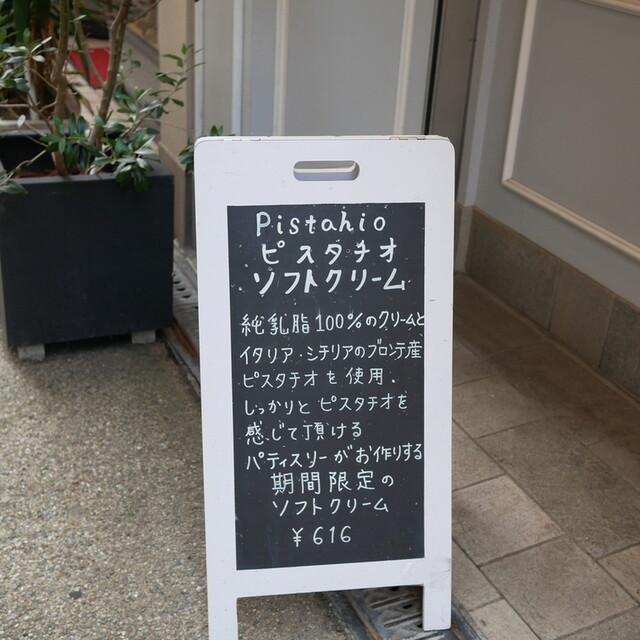 Pistahio
ピスタチオ
ソフトクリーム
純乳脂100%のクリームと
イタリア・シチリアのブロンテ産
ピスタチオを使用.
しっかりとピスタチオを
感じて頂ける
パティスリーがお作りする
期間限定の
ソフトクリーム
¥616